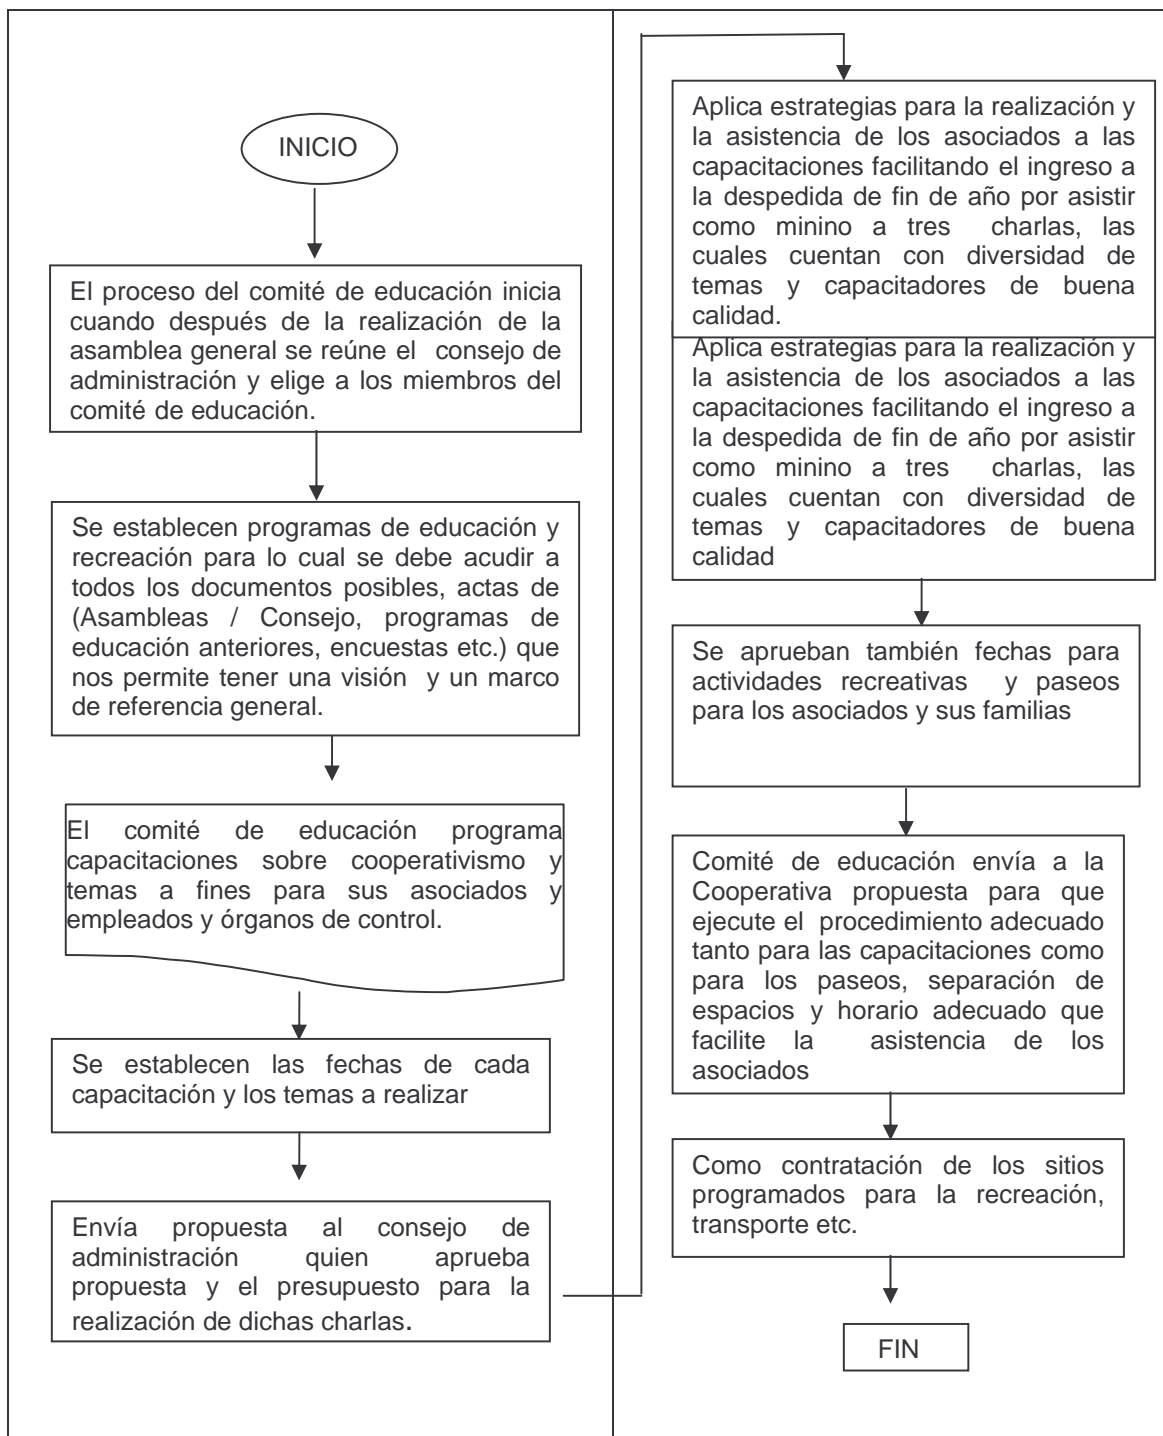 INICIO
El proceso del comité de educación inicia
cuando después de la realización de la
asamblea general se reúne el consejo de
administración y elige a los miembros del
comité de educación.
Se establecen programas de educación y
recreación para lo cual se debe acudir a
todos los documentos posibles, actas de
(Asambleas / Consejo, programas de
educación anteriores, encuestas etc.) que
nos permite tener una visión y un marco
de referencia general.
El comité de educación programa
capacitaciones sobre cooperativismo y
temas a fines para sus asociados y
empleados y órganos de control.
Se establecen las fechas de cada
capacitación y los temas a realizar
Envía propuesta al consejo de
administración quien aprueba
propuesta y el presupuesto para la
realización de dichas charlas.
Aplica estrategias para la realización y
la asistencia de los asociados a las
capacitaciones facilitando el ingreso a
la despedida de fin de año por asistir
como minino a tres charlas, las
cuales cuentan con diversidad de
temas y capacitadores de buena
calidad.
Aplica estrategias para la realización y
la asistencia de los asociados a las
capacitaciones facilitando el ingreso a
la despedida de fin de año por asistir
como minino a tres charlas, las
cuales cuentan con diversidad de
temas y capacitadores de buena
calidad
Se aprueban también fechas para
actividades recreativas y paseos
para los asociados y sus familias
Comité de educación envía a la
Cooperativa propuesta para que
ejecute el procedimiento adecuado
tanto para las capacitaciones como
para los paseos, separación de
espacios y horario adecuado que
facilite la asistencia de los
asociados
Como contratación de los sitios
programados para la recreación,
transporte etc.
FIN